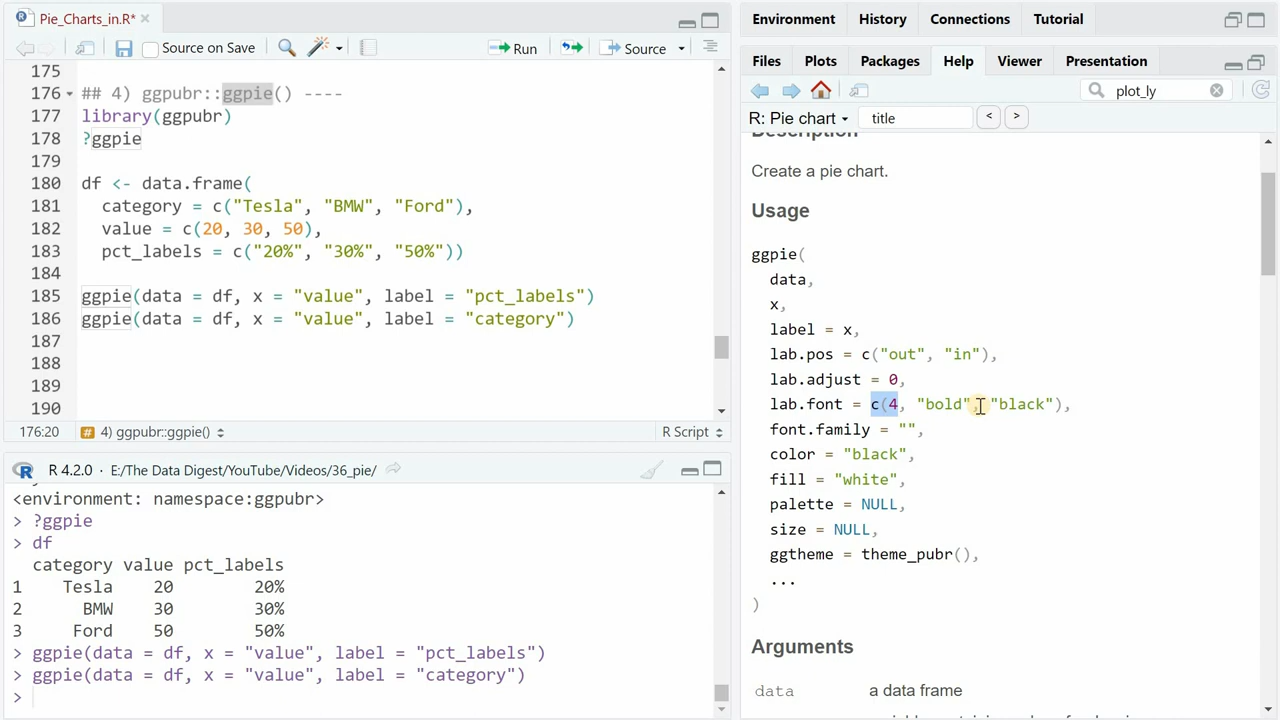 Pie_Charts_in.R*
Source on Save
Run
Source
175
176 ## 4) ggpubr::ggpie() ----
177 library(ggpubr)
178 ?ggpie
179
180 df <- data.frame(
181 category = c("Tesla", "BMW", "Ford"),
182 value = c(20, 30, 50),
183 pct_labels = c("20%", "30%", "50%"))
184
185 ggpie(data = df, x = "value", label = "pct_labels")
186 ggpie(data = df, x = "value", label = "category")
187
188
189
190
176:20 # 4) ggpubr::ggpie() R Script
R R 4.2.0 · E:/The Data Digest/YouTube/Videos/36_pie/
<environment: namespace:ggpubr>
> ?ggpie
> df
category value pct_labels
1 Tesla 20 20%
2 BMW 30 30%
3 Ford 50 50%
> ggpie(data = df, x = "value", label = "pct_labels")
> ggpie(data = df, x = "value", label = "category")
>
Environment History Connections Tutorial
Files Plots Packages Help Viewer Presentation
plot_ly
R: Pie chart title < >
Description
Create a pie chart.
Usage
ggpie(
data,
x,
label = x,
lab.pos = c("out", "in"),
lab.adjust = 0,
lab.font = c(4, "bold", "black"),
font.family = "",
color = "black",
fill = "white",
palette = NULL,
size = NULL,
ggtheme = theme_pubr(),
...
)
Arguments
data a data frame